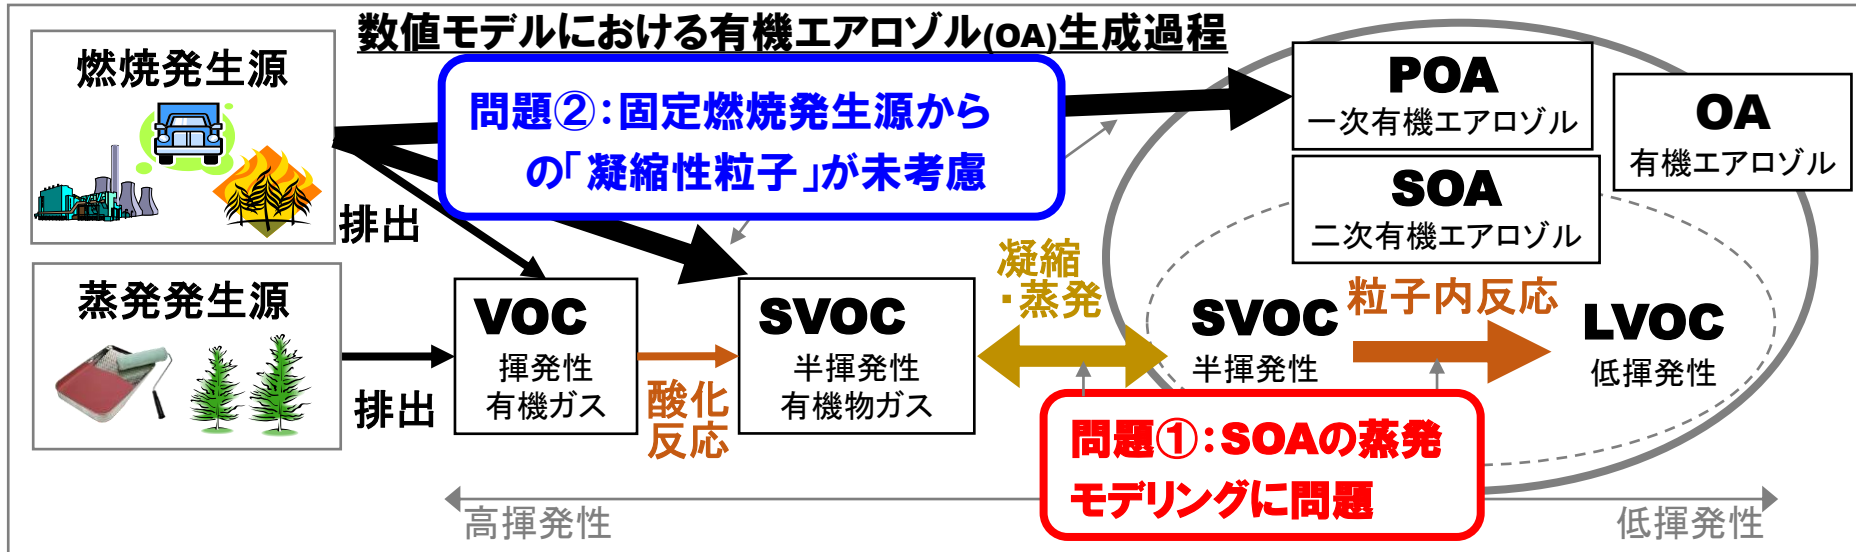 数値モデルにおける有機エアロゾル(OA)生成過程
燃焼発生源
問題②:固定燃焼発生源から
の「凝縮性粒子」が未考慮
POA
一次有機エアロゾル
OA
有機エアロゾル
SOA
二次有機エアロゾル
排出
蒸発発生源
排出
VOC
揮発性
有機ガス
酸化
反応
SVOC
半揮発性
有機物ガス
凝縮
・蒸発
SVOC
半揮発性
粒子内反応
LVOC
低揮発性
問題①:SOAの蒸発
モデリングに問題
高揮発性
低揮発性